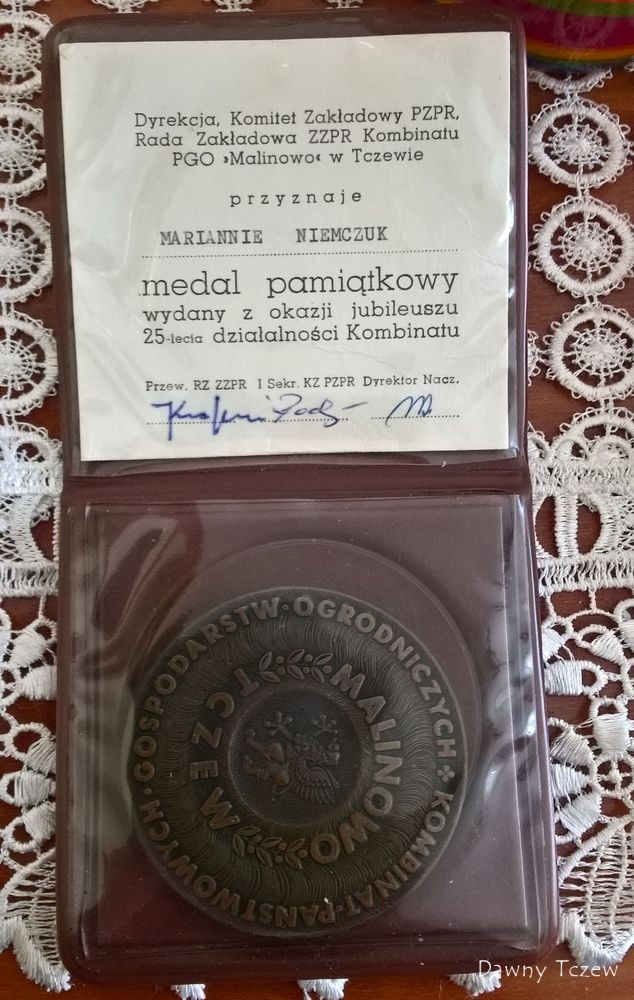 Dyrekcja, Komitet Zakładowy PZPR,
Rada Zakładowa ZZPR Kombinatu
PGO »Malinowo« w Tczewie
przyznaje
MARIANNIE NIEMCZUK
medal pamiątkowy
wydany z okazji jubileuszu
25-lecia działalności Kombinatu
Przew. RZ ZZPR I Sekr. KZ PZPR Dyrektor Nacz.
KOMBINAT·PAŃSTWOWYCH·GOSPODARSTW·OGRODNICZYCH
MALINOWO
TCZEW
Dawny Tczew